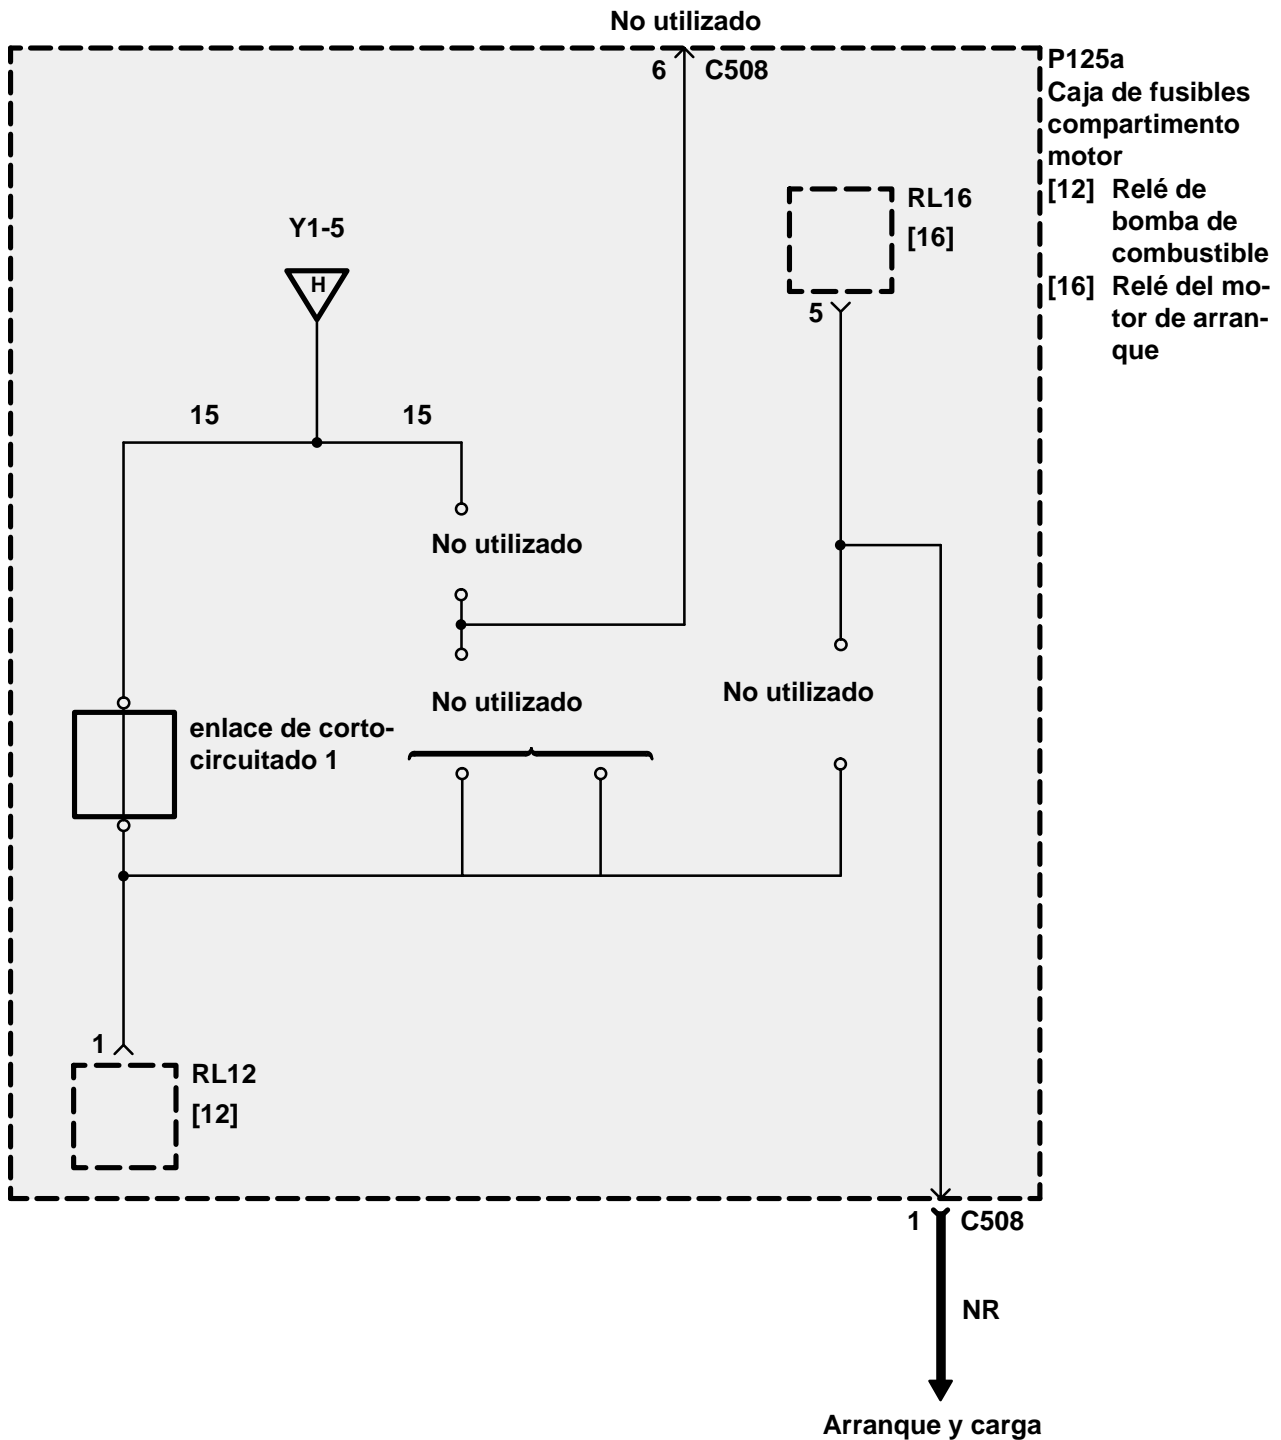 No utilizado
6
C508
P125a
Caja de fusibles
compartimento
motor
[12] Relé de
bomba de
combustible
[16] Relé del mo-
tor de arran-
que
RL16
[16]
5
Y1-5
H
15
15
No utilizado
No utilizado
No utilizado
enlace de corto-
circuitado 1
1
RL12
[12]
1
C508
NR
Arranque y carga